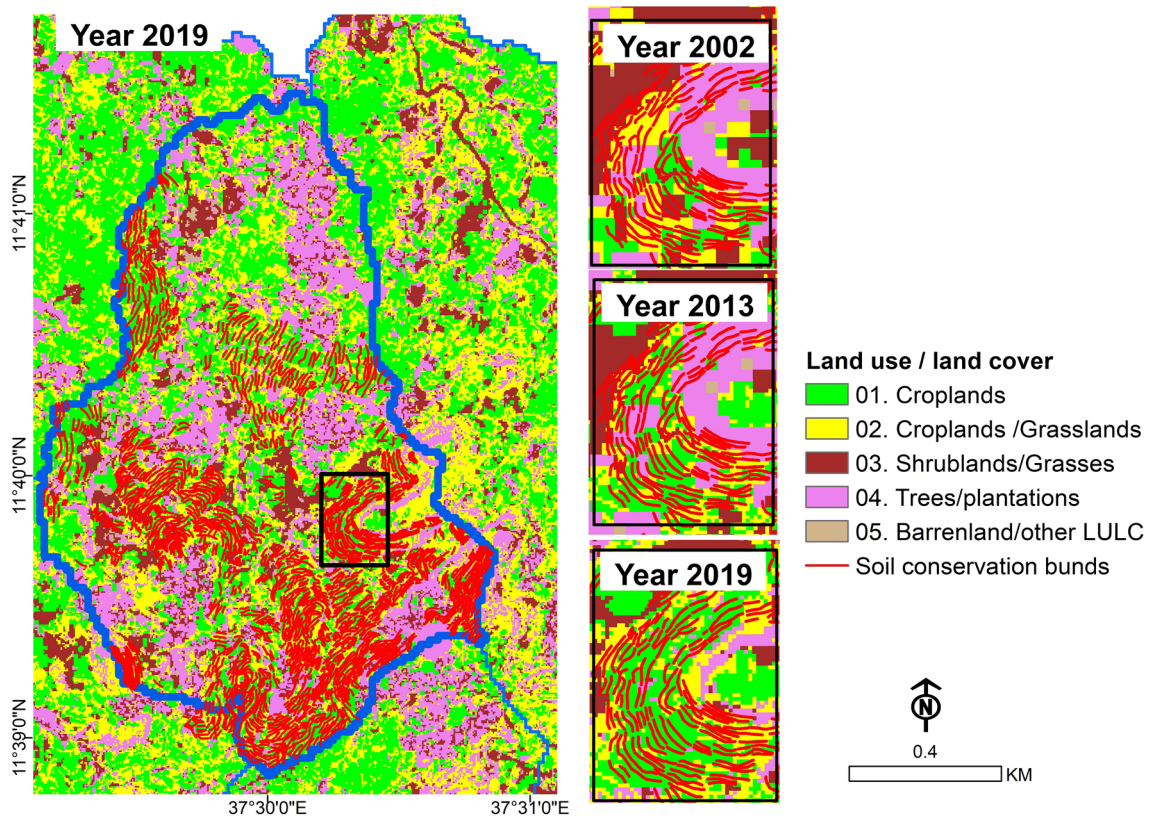 Year 2019
Year 2002
Year 2013
Year 2019
11°41'0"N
11°40'0"N
11°39'0"N
37°30'0"E
37°31'0"E
Land use / land cover
01. Croplands
02. Croplands /Grasslands
03. Shrublands/Grasses
04. Trees/plantations
05. Barrenland/other LULC
Soil conservation bunds
N
0.4
KM